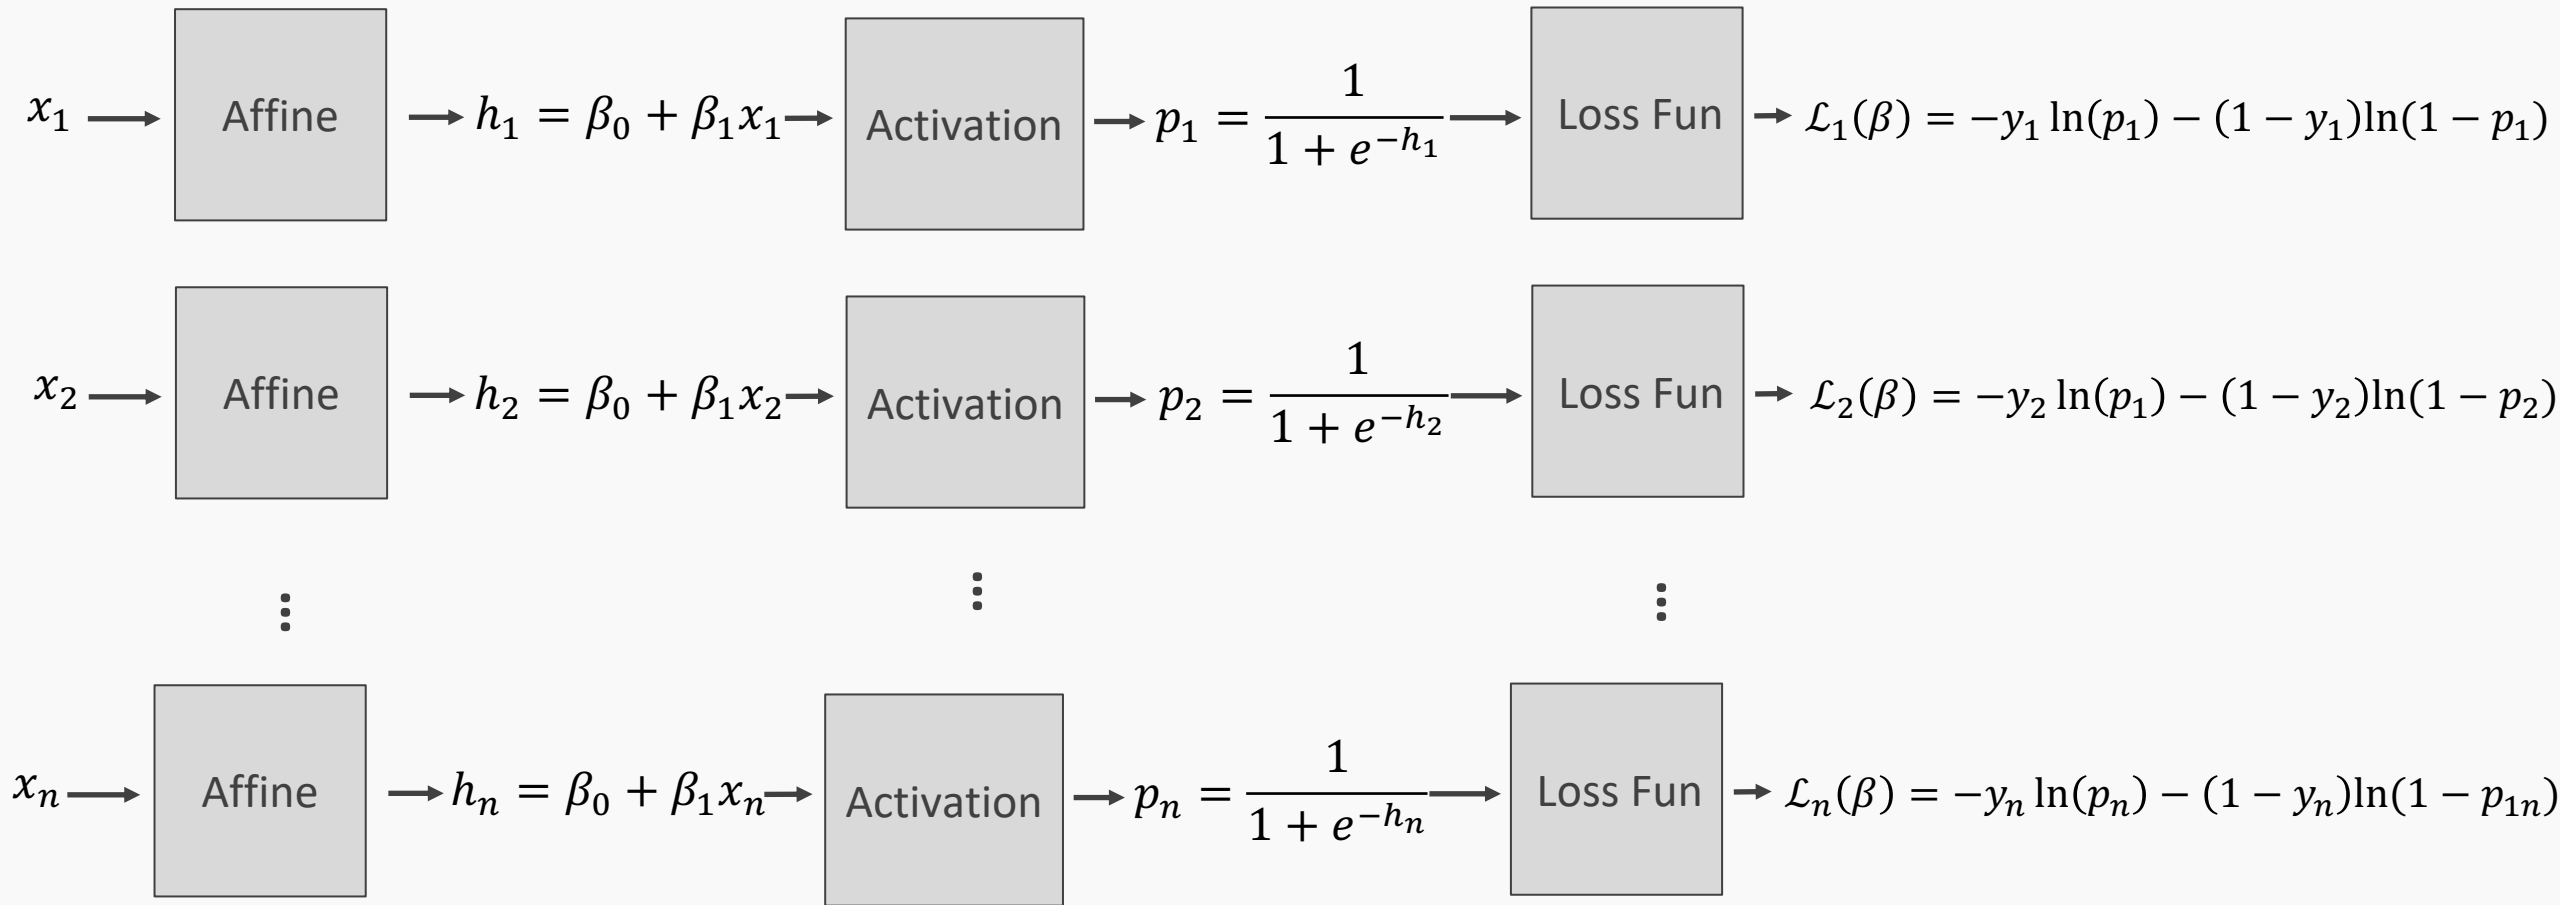 x₁ → Affine → h₁ = β₀ + β₁x₁ → Activation → p₁ = 1 / (1 + e^(−h₁)) → Loss Fun → ℒ₁(β) = −y₁ ln(p₁) − (1 − y₁)ln(1 − p₁)
x₂ → Affine → h₂ = β₀ + β₁x₂ → Activation → p₂ = 1 / (1 + e^(−h₂)) → Loss Fun → ℒ₂(β) = −y₂ ln(p₁) − (1 − y₂)ln(1 − p₂)
⋮ ⋮ ⋮
xₙ → Affine → hₙ = β₀ + β₁xₙ → Activation → pₙ = 1 / (1 + e^(−hₙ)) → Loss Fun → ℒₙ(β) = −yₙ ln(pₙ) − (1 − yₙ)ln(1 − p₁ₙ)